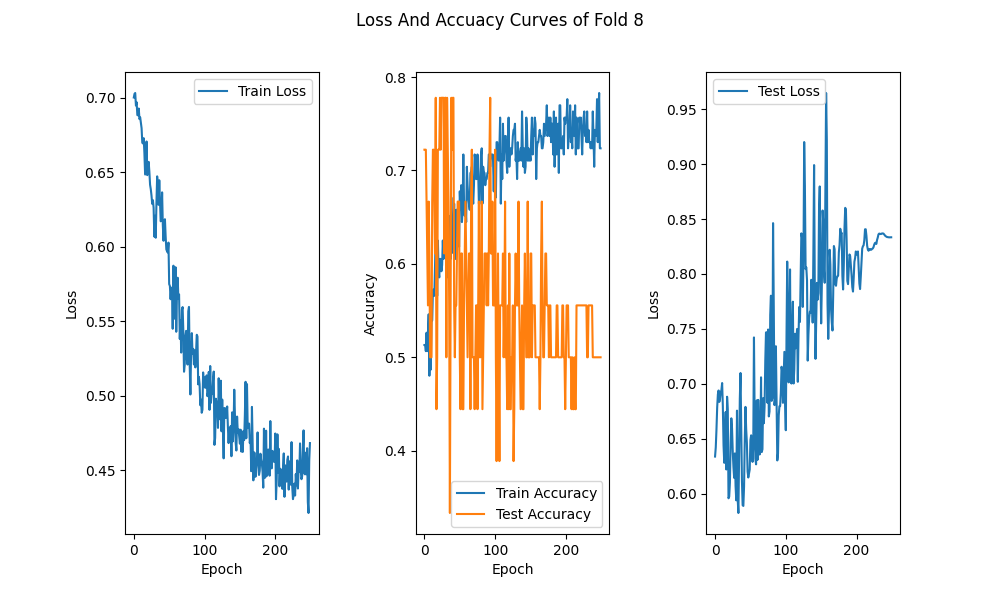 Loss And Accuacy Curves of Fold 8
Train Loss
Loss
0.70
0.65
0.60
0.55
0.50
0.45
0
100
200
Epoch
Accuracy
0.8
0.7
0.6
0.5
0.4
Train Accuracy
Test Accuracy
0
100
200
Epoch
Test Loss
Loss
0.95
0.90
0.85
0.80
0.75
0.70
0.65
0.60
0
100
200
Epoch